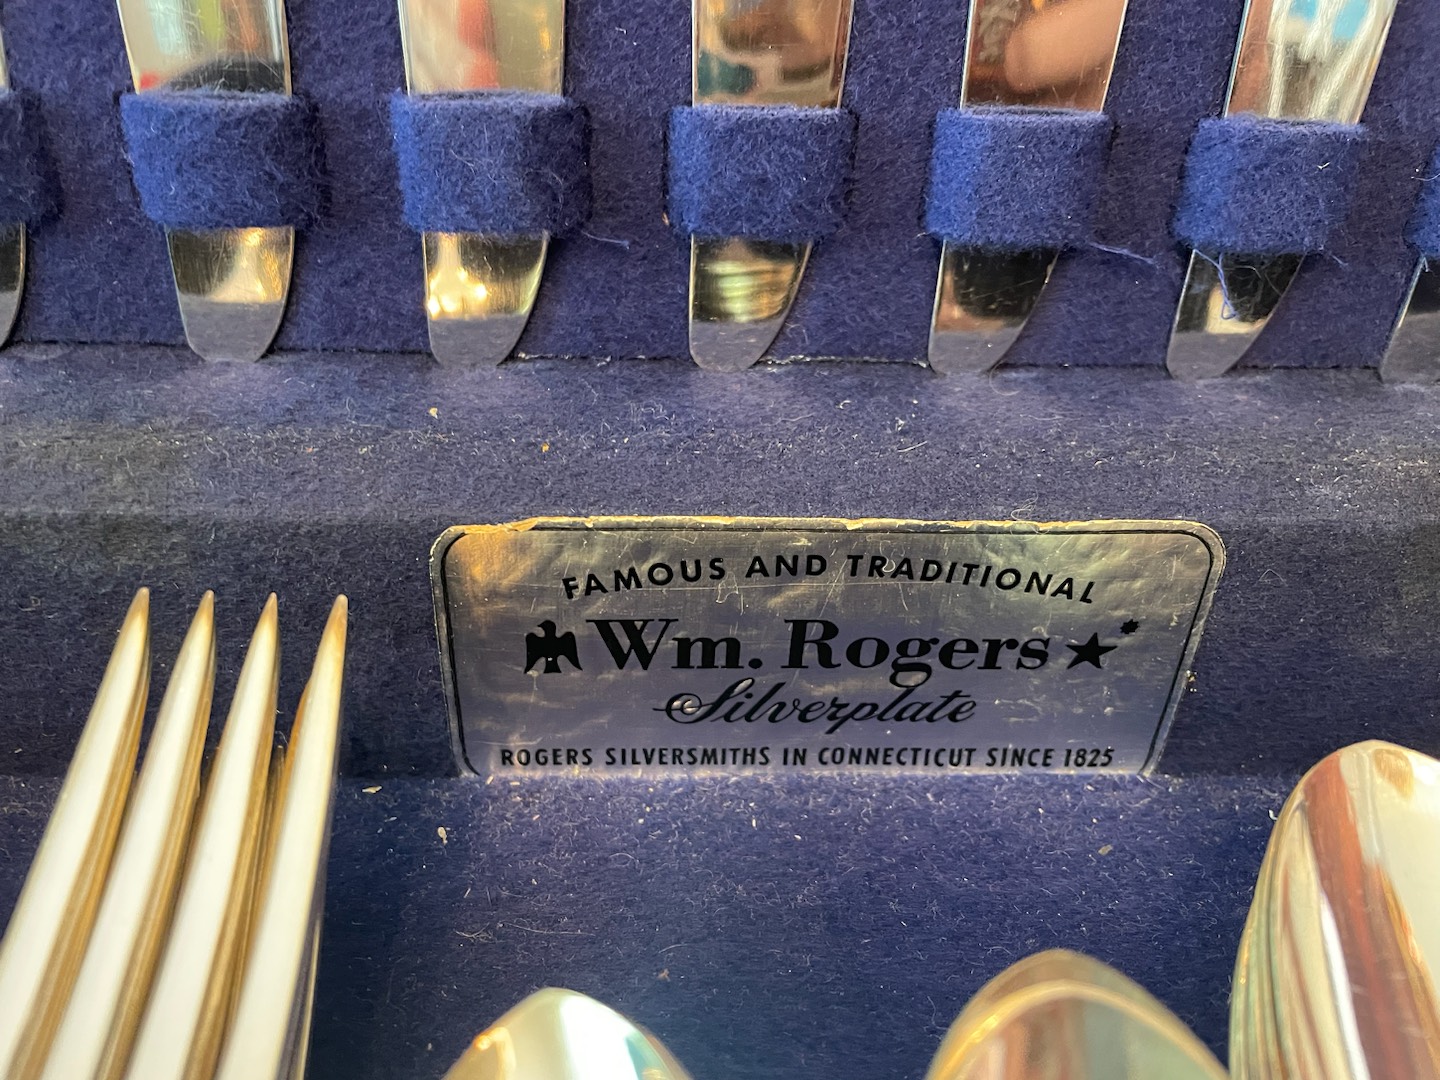 FAMOUS AND TRADITIONAL
Wm. Rogers
Silverplate
ROGERS SILVERSMITHS IN CONNECTICUT SINCE 1825